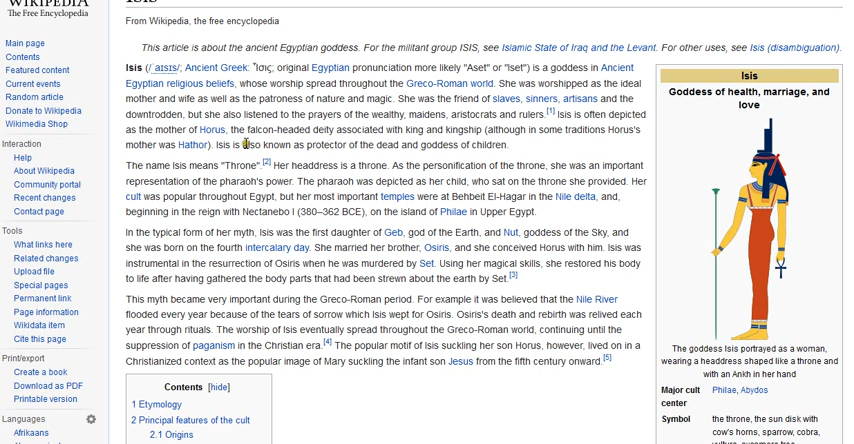 WIKIPEDIA
The Free Encyclopedia
Main page
Contents
Featured content
Current events
Random article
Donate to Wikipedia
Wikimedia Shop
Interaction
Help
About Wikipedia
Community portal
Recent changes
Contact page
Tools
What links here
Related changes
Upload file
Special pages
Permanent link
Page information
Wikidata item
Cite this page
Print/export
Create a book
Download as PDF
Printable version
Languages
Afrikaans
Isis
From Wikipedia, the free encyclopedia
This article is about the ancient Egyptian goddess. For the militant group ISIS, see Islamic State of Iraq and the Levant. For other uses, see Isis (disambiguation).
Isis (/ˈaɪsɪs/; Ancient Greek: Ἶσις; original Egyptian pronunciation more likely "Aset" or "Iset") is a goddess in Ancient
Egyptian religious beliefs, whose worship spread throughout the Greco-Roman world. She was worshipped as the ideal
mother and wife as well as the patroness of nature and magic. She was the friend of slaves, sinners, artisans and the
downtrodden, but she also listened to the prayers of the wealthy, maidens, aristocrats and rulers.[1] Isis is often depicted
as the mother of Horus, the falcon-headed deity associated with king and kingship (although in some traditions Horus's
mother was Hathor). Isis is also known as protector of the dead and goddess of children.
The name Isis means "Throne".[2] Her headdress is a throne. As the personification of the throne, she was an important
representation of the pharaoh's power. The pharaoh was depicted as her child, who sat on the throne she provided. Her
cult was popular throughout Egypt, but her most important temples were at Behbeit El-Hagar in the Nile delta, and,
beginning in the reign with Nectanebo I (380–362 BCE), on the island of Philae in Upper Egypt.
In the typical form of her myth, Isis was the first daughter of Geb, god of the Earth, and Nut, goddess of the Sky, and
she was born on the fourth intercalary day. She married her brother, Osiris, and she conceived Horus with him. Isis was
instrumental in the resurrection of Osiris when he was murdered by Set. Using her magical skills, she restored his body
to life after having gathered the body parts that had been strewn about the earth by Set.[3]
This myth became very important during the Greco-Roman period. For example it was believed that the Nile River
flooded every year because of the tears of sorrow which Isis wept for Osiris. Osiris's death and rebirth was relived each
year through rituals. The worship of Isis eventually spread throughout the Greco-Roman world, continuing until the
suppression of paganism in the Christian era.[4] The popular motif of Isis suckling her son Horus, however, lived on in a
Christianized context as the popular image of Mary suckling the infant son Jesus from the fifth century onward.[5]
Contents [hide]
1 Etymology
2 Principal features of the cult
2.1 Origins
Isis
Goddess of health, marriage, and
love
The goddess Isis portrayed as a woman,
wearing a headdress shaped like a throne and
with an Ankh in her hand
Major cult Philae, Abydos
center
Symbol the throne, the sun disk with
cow's horns, sparrow, cobra,
vulture, sycamore tree